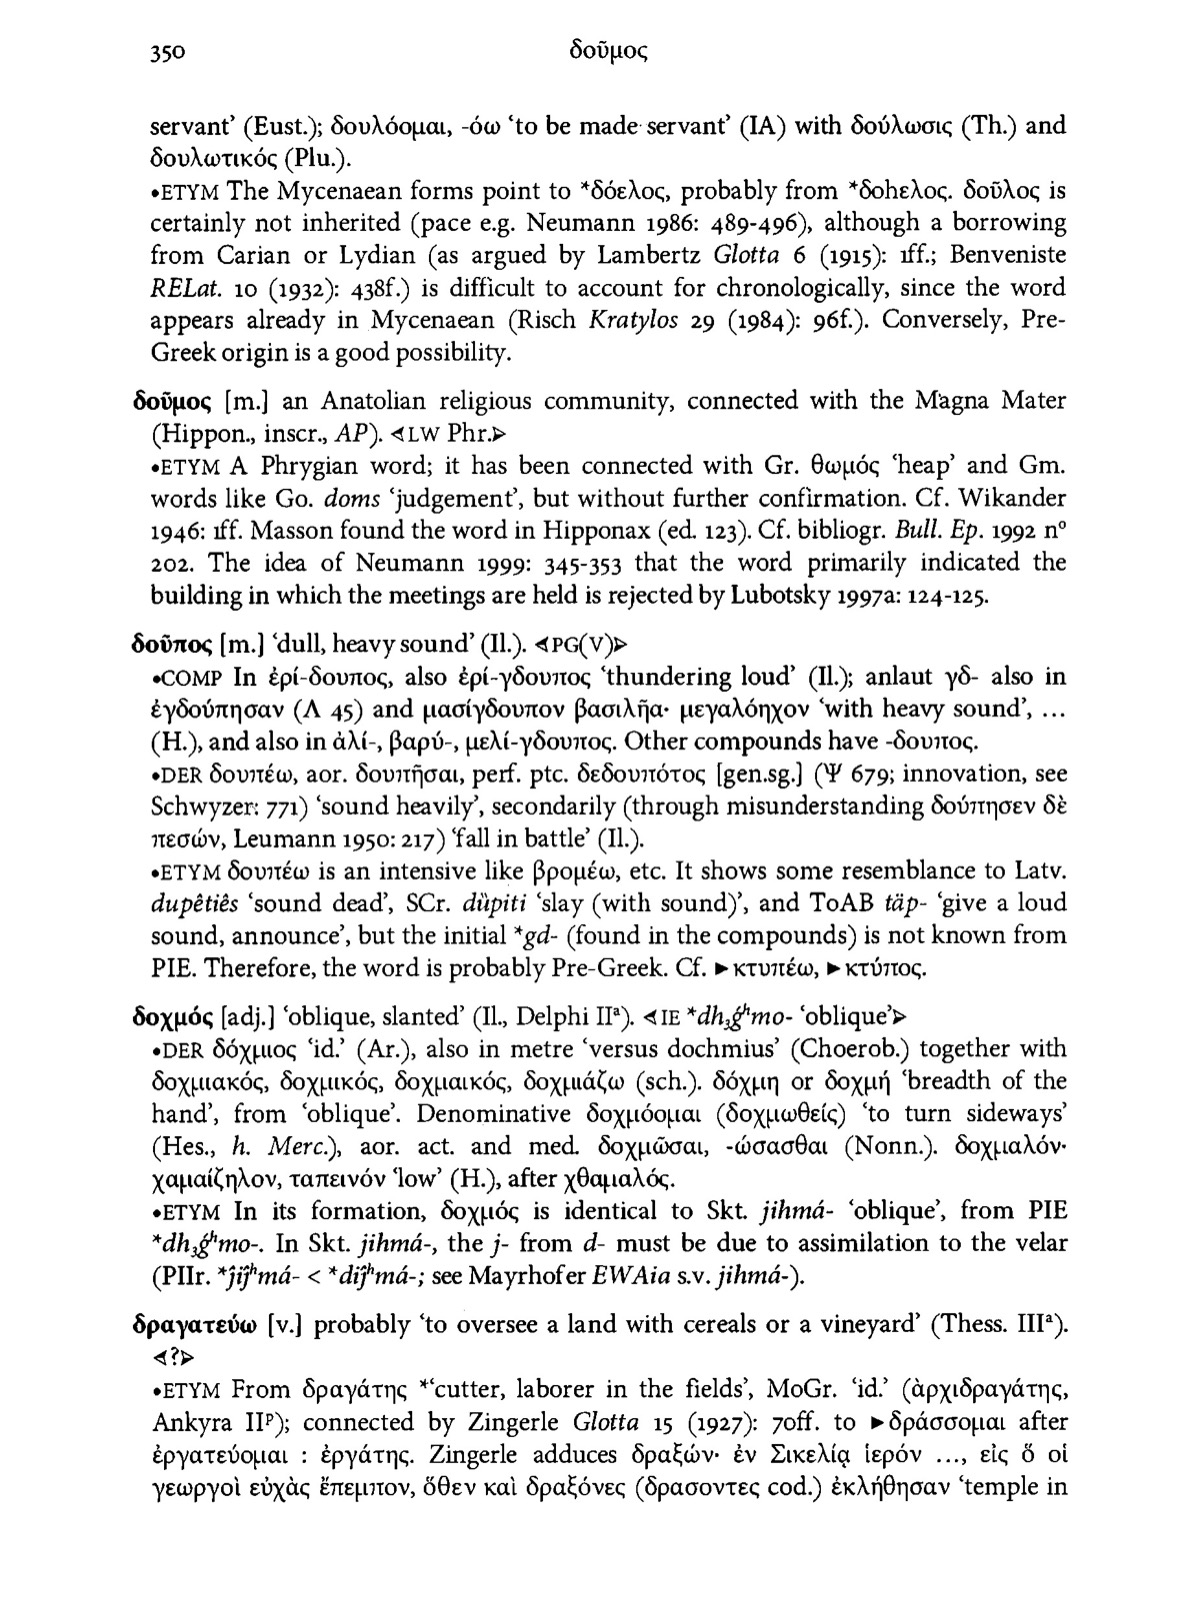 350 δοῦμος
servant’ (Eust.); δουλόομαι, -όω ‘to be made servant’ (IA) with δούλωσις (Th.) and
δουλωτικός (Plu.).
•ETYM The Mycenaean forms point to *δόελος, probably from *δοhελος. δοῦλος is
certainly not inherited (pace e.g. Neumann 1986: 489-496), although a borrowing
from Carian or Lydian (as argued by Lambertz Glotta 6 (1915): 1ff.; Benveniste
RELat. 10 (1932): 438f.) is difficult to account for chronologically, since the word
appears already in Mycenaean (Risch Kratylos 29 (1984): 96f.). Conversely, Pre-
Greek origin is a good possibility.
δοῦμος [m.] an Anatolian religious community, connected with the Magna Mater
(Hippon., inscr., AP). ⊲LW Phr.⊳
•ETYM A Phrygian word; it has been connected with Gr. θωμός ‘heap’ and Gm.
words like Go. doms ‘judgement’, but without further confirmation. Cf. Wikander
1946: 1ff. Masson found the word in Hipponax (ed. 123). Cf. bibliogr. Bull. Ep. 1992 n°
202. The idea of Neumann 1999: 345-353 that the word primarily indicated the
building in which the meetings are held is rejected by Lubotsky 1997a: 124-125.
δοῦπος [m.] ‘dull, heavy sound’ (Il.). ⊲PG(V)⊳
•COMP In ἐρί-δουπος, also ἐρί-γδουπος ‘thundering loud’ (Il.); anlaut γδ- also in
ἐγδούπησαν (Λ 45) and μασίγδουπον βασιλῆα· μεγαλόηχον ‘with heavy sound’, ...
(H.), and also in ἁλί-, βαρύ-, μελί-γδουπος. Other compounds have -δουπος.
•DER δουπέω, aor. δουπῆσαι, perf. ptc. δεδουπότος [gen.sg.] (Ψ 679; innovation, see
Schwyzer: 771) ‘sound heavily’, secondarily (through misunderstanding δούπησεν δὲ
πεσών, Leumann 1950: 217) ‘fall in battle’ (Il.).
•ETYM δουπέω is an intensive like βρομέω, etc. It shows some resemblance to Latv.
dupêtiês ‘sound dead’, SCr. dȕpiti ‘slay (with sound)’, and ToAB täp- ‘give a loud
sound, announce’, but the initial *gd- (found in the compounds) is not known from
PIE. Therefore, the word is probably Pre-Greek. Cf. ►κτυπέω, ►κτύπος.
δοχμός [adj.] ‘oblique, slanted’ (Il., Delphi IIᵃ). ⊲IE *dh₃ǵʰmo- ‘oblique’⊳
•DER δόχμιος ‘id.’ (Ar.), also in metre ‘versus dochmius’ (Choerob.) together with
δοχμιακός, δοχμικός, δοχμαικός, δοχμιάζω (sch.). δόχμη or δοχμή ‘breadth of the
hand’, from ‘oblique’. Denominative δοχμόομαι (δοχμωθείς) ‘to turn sideways’
(Hes., h. Merc.), aor. act. and med. δοχμῶσαι, -ώσασθαι (Nonn.). δοχμαλόν·
χαμαίζηλον, ταπεινόν ‘low’ (H.), after χθαμαλός.
•ETYM In its formation, δοχμός is identical to Skt. jihmá- ‘oblique’, from PIE
*dh₃ǵʰmo-. In Skt. jihmá-, the j- from d- must be due to assimilation to the velar
(PIIr. *ĵiĵʰmá- < *diĵʰmá-; see Mayrhofer EWAia s.v. jihmá-).
δραγατεύω [v.] probably ‘to oversee a land with cereals or a vineyard’ (Thess. IIIᵃ).
⊲?⊳
•ETYM From δραγάτης *‘cutter, laborer in the fields’, MoGr. ‘id.’ (ἀρχιδραγάτης,
Ankyra IIᵖ); connected by Zingerle Glotta 15 (1927): 70ff. to ►δράσσομαι after
ἐργατεύομαι : ἐργάτης. Zingerle adduces δραξών· ἐν Σικελίᾳ ἱερόν ..., εἰς ὅ οἱ
γεωργοὶ εὐχὰς ἔπεμπον, ὅθεν καὶ δραξόνες (δρασοντες cod.) ἐκλήθησαν ‘temple in